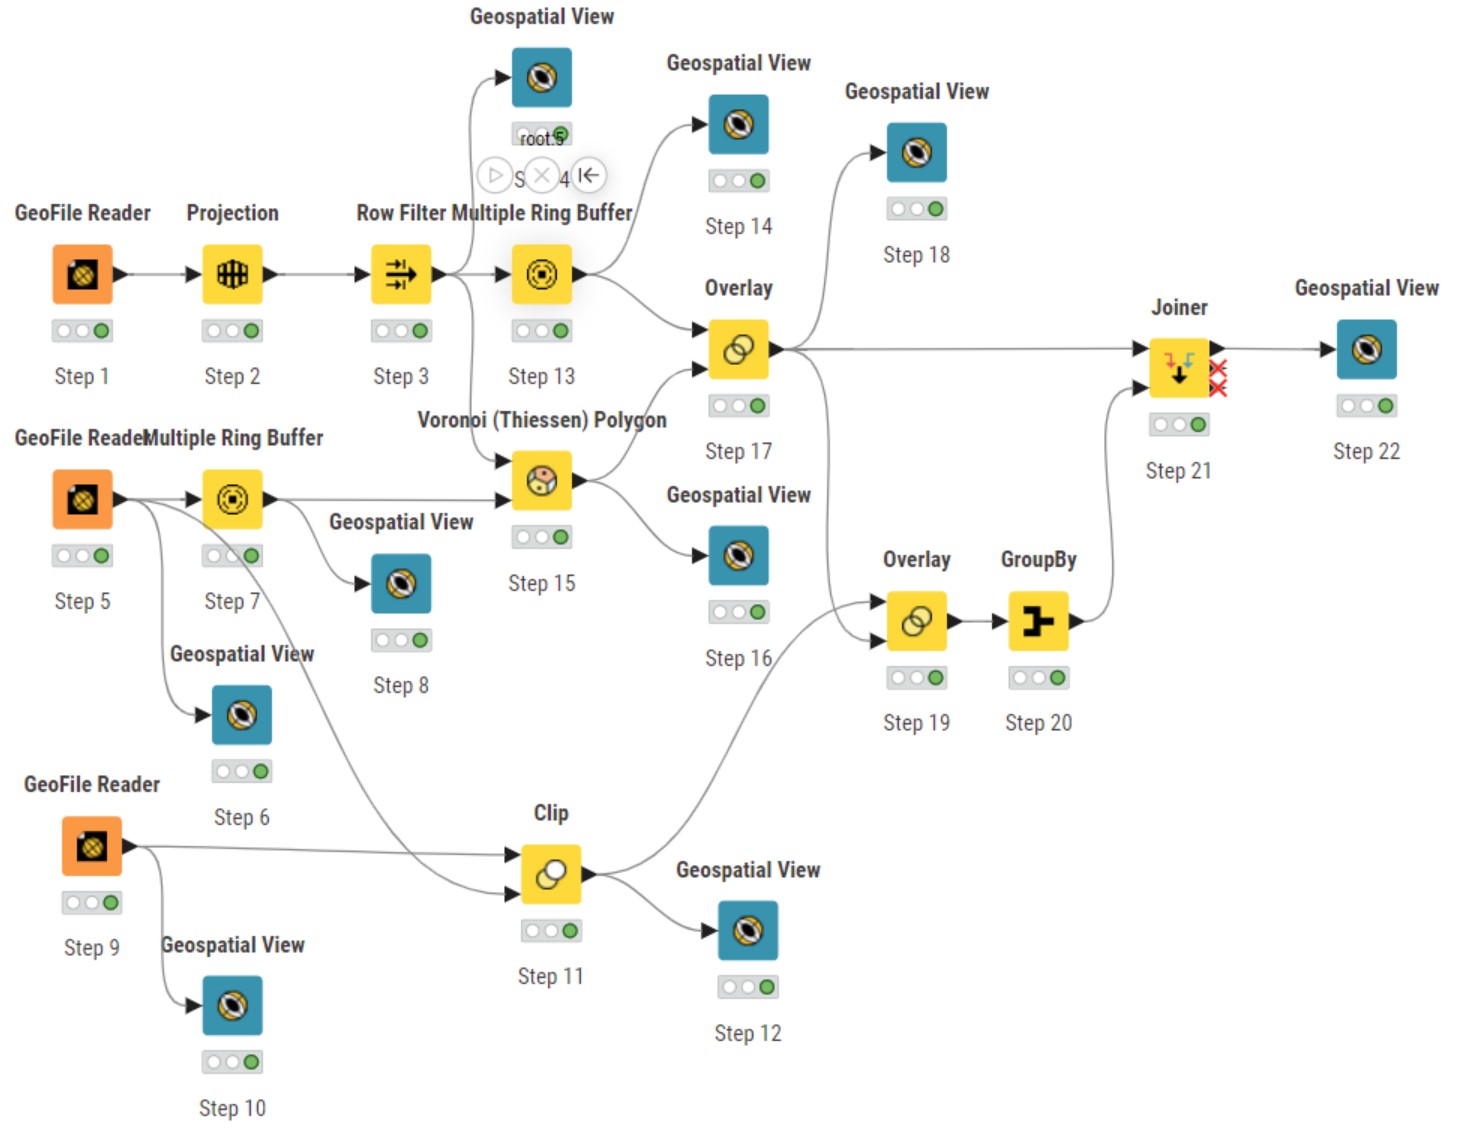 Geospatial View
root:5
S 4
Geospatial View
Step 14
Geospatial View
Step 18
GeoFile Reader
Step 1
Projection
Step 2
Row Filter
Step 3
Multiple Ring Buffer
Step 13
Overlay
Step 17
Joiner
Step 21
Geospatial View
Step 22
GeoFile Reader
Step 5
Multiple Ring Buffer
Step 7
Geospatial View
Step 8
Voronoi (Thiessen) Polygon
Step 15
Geospatial View
Step 16
Overlay
Step 19
GroupBy
Step 20
Geospatial View
Step 6
GeoFile Reader
Step 9
Geospatial View
Step 10
Clip
Step 11
Geospatial View
Step 12